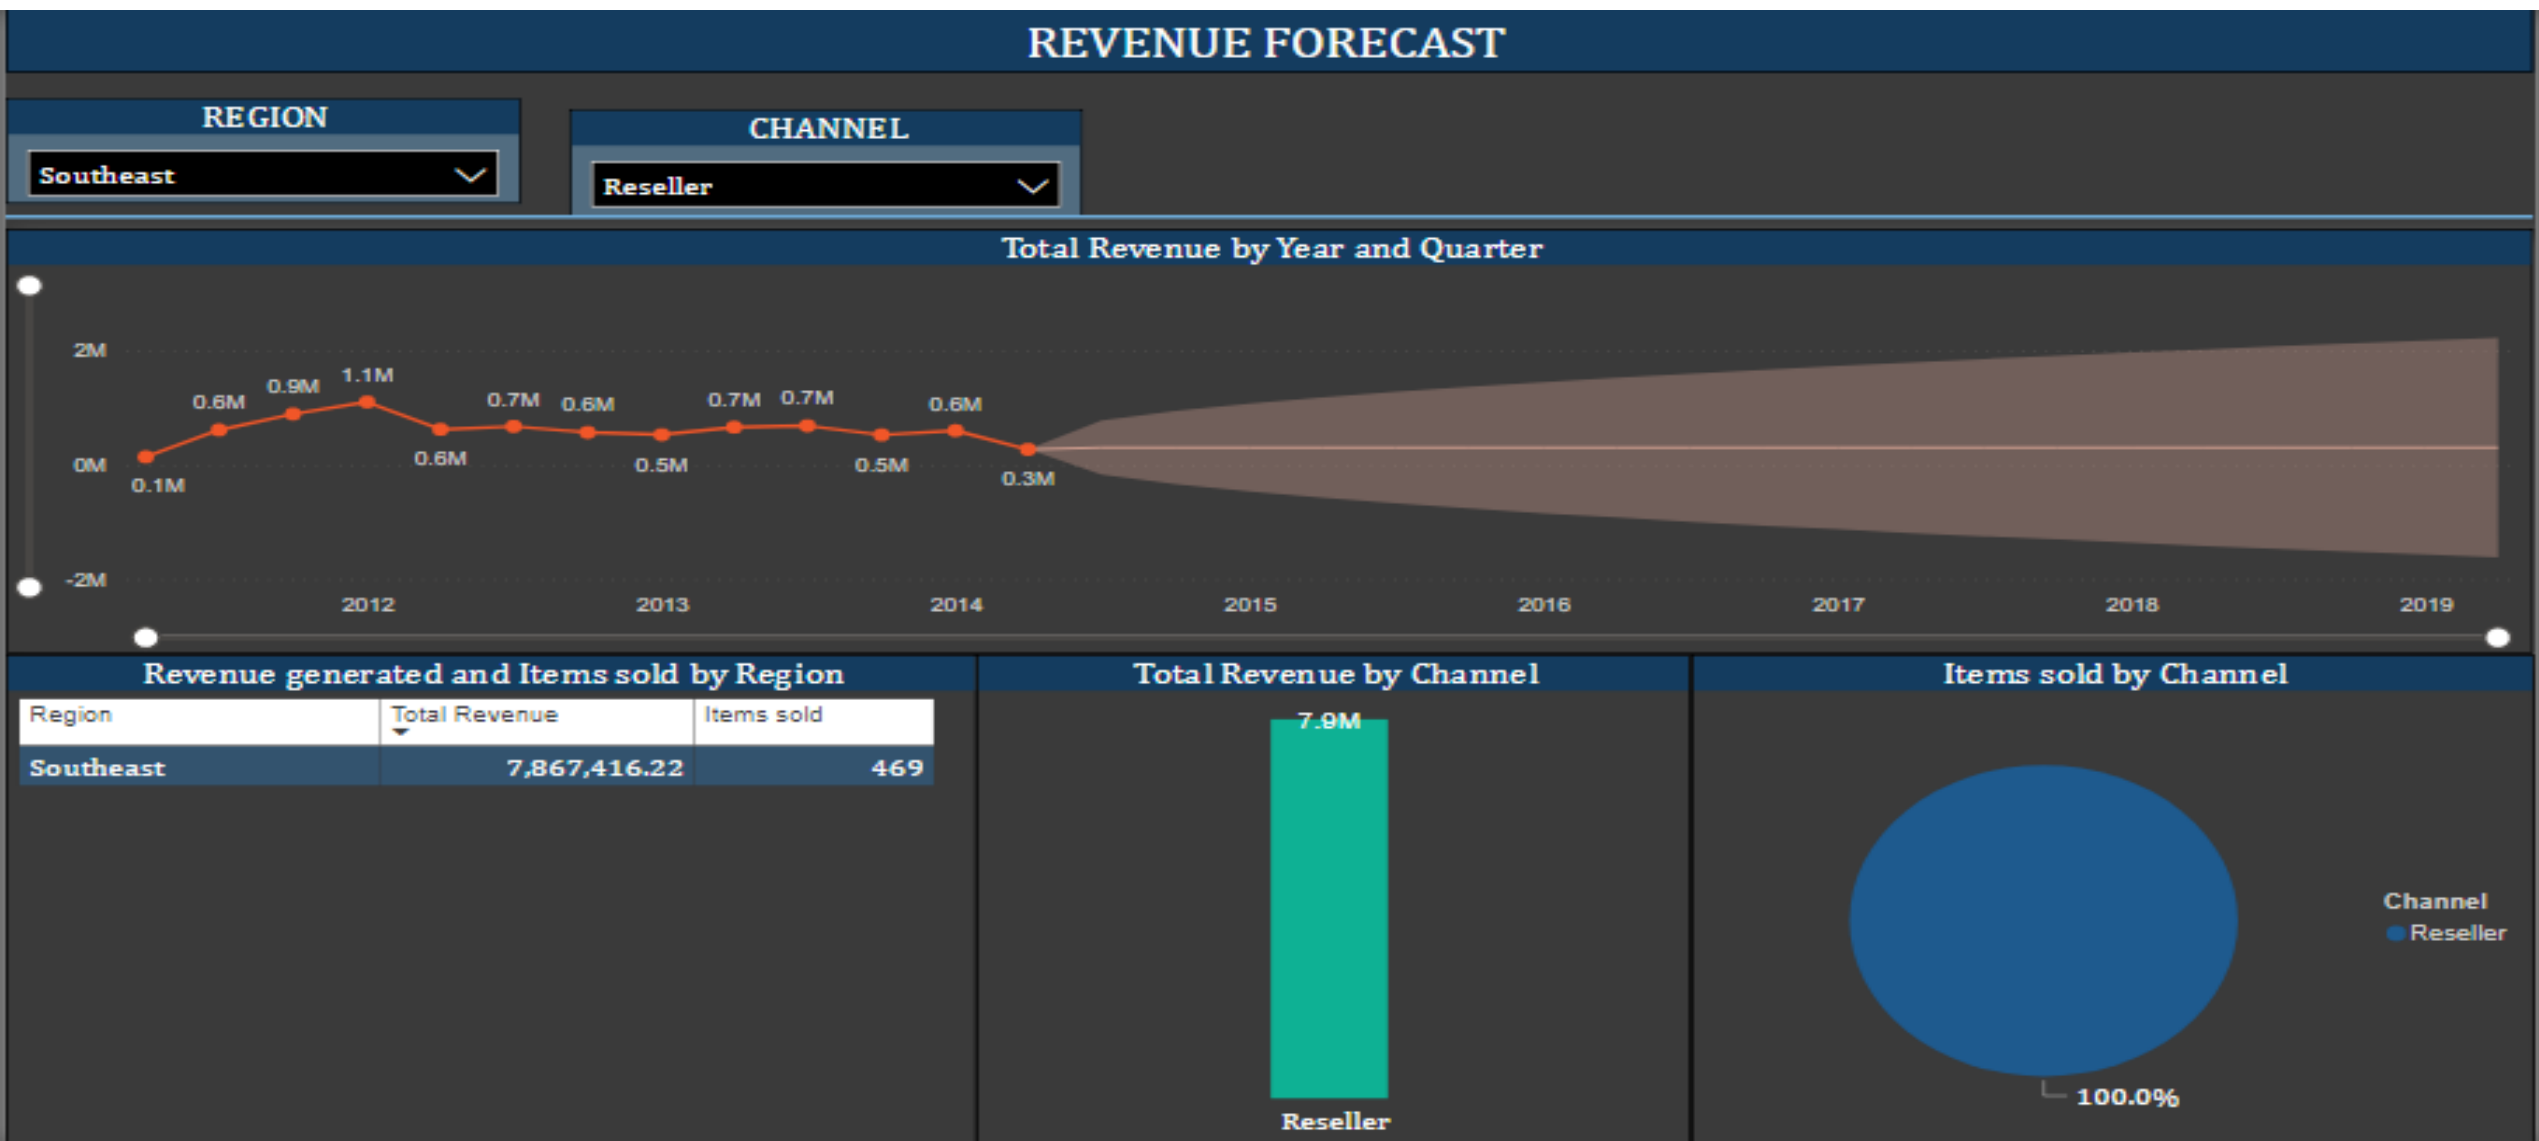 REVENUE FORECAST
REGION
Southeast
CHANNEL
Reseller
Total Revenue by Year and Quarter
2M
0M
-2M
0.1M
0.6M
0.9M
1.1M
0.6M
0.7M
0.6M
0.5M
0.7M
0.7M
0.5M
0.6M
0.3M
2012 2013 2014 2015 2016 2017 2018 2019
Revenue generated and Items sold by Region
Region Total Revenue Items sold
Southeast 7,867,416.22 469
Total Revenue by Channel
7.9M
Reseller
Items sold by Channel
Channel
Reseller
100.0%